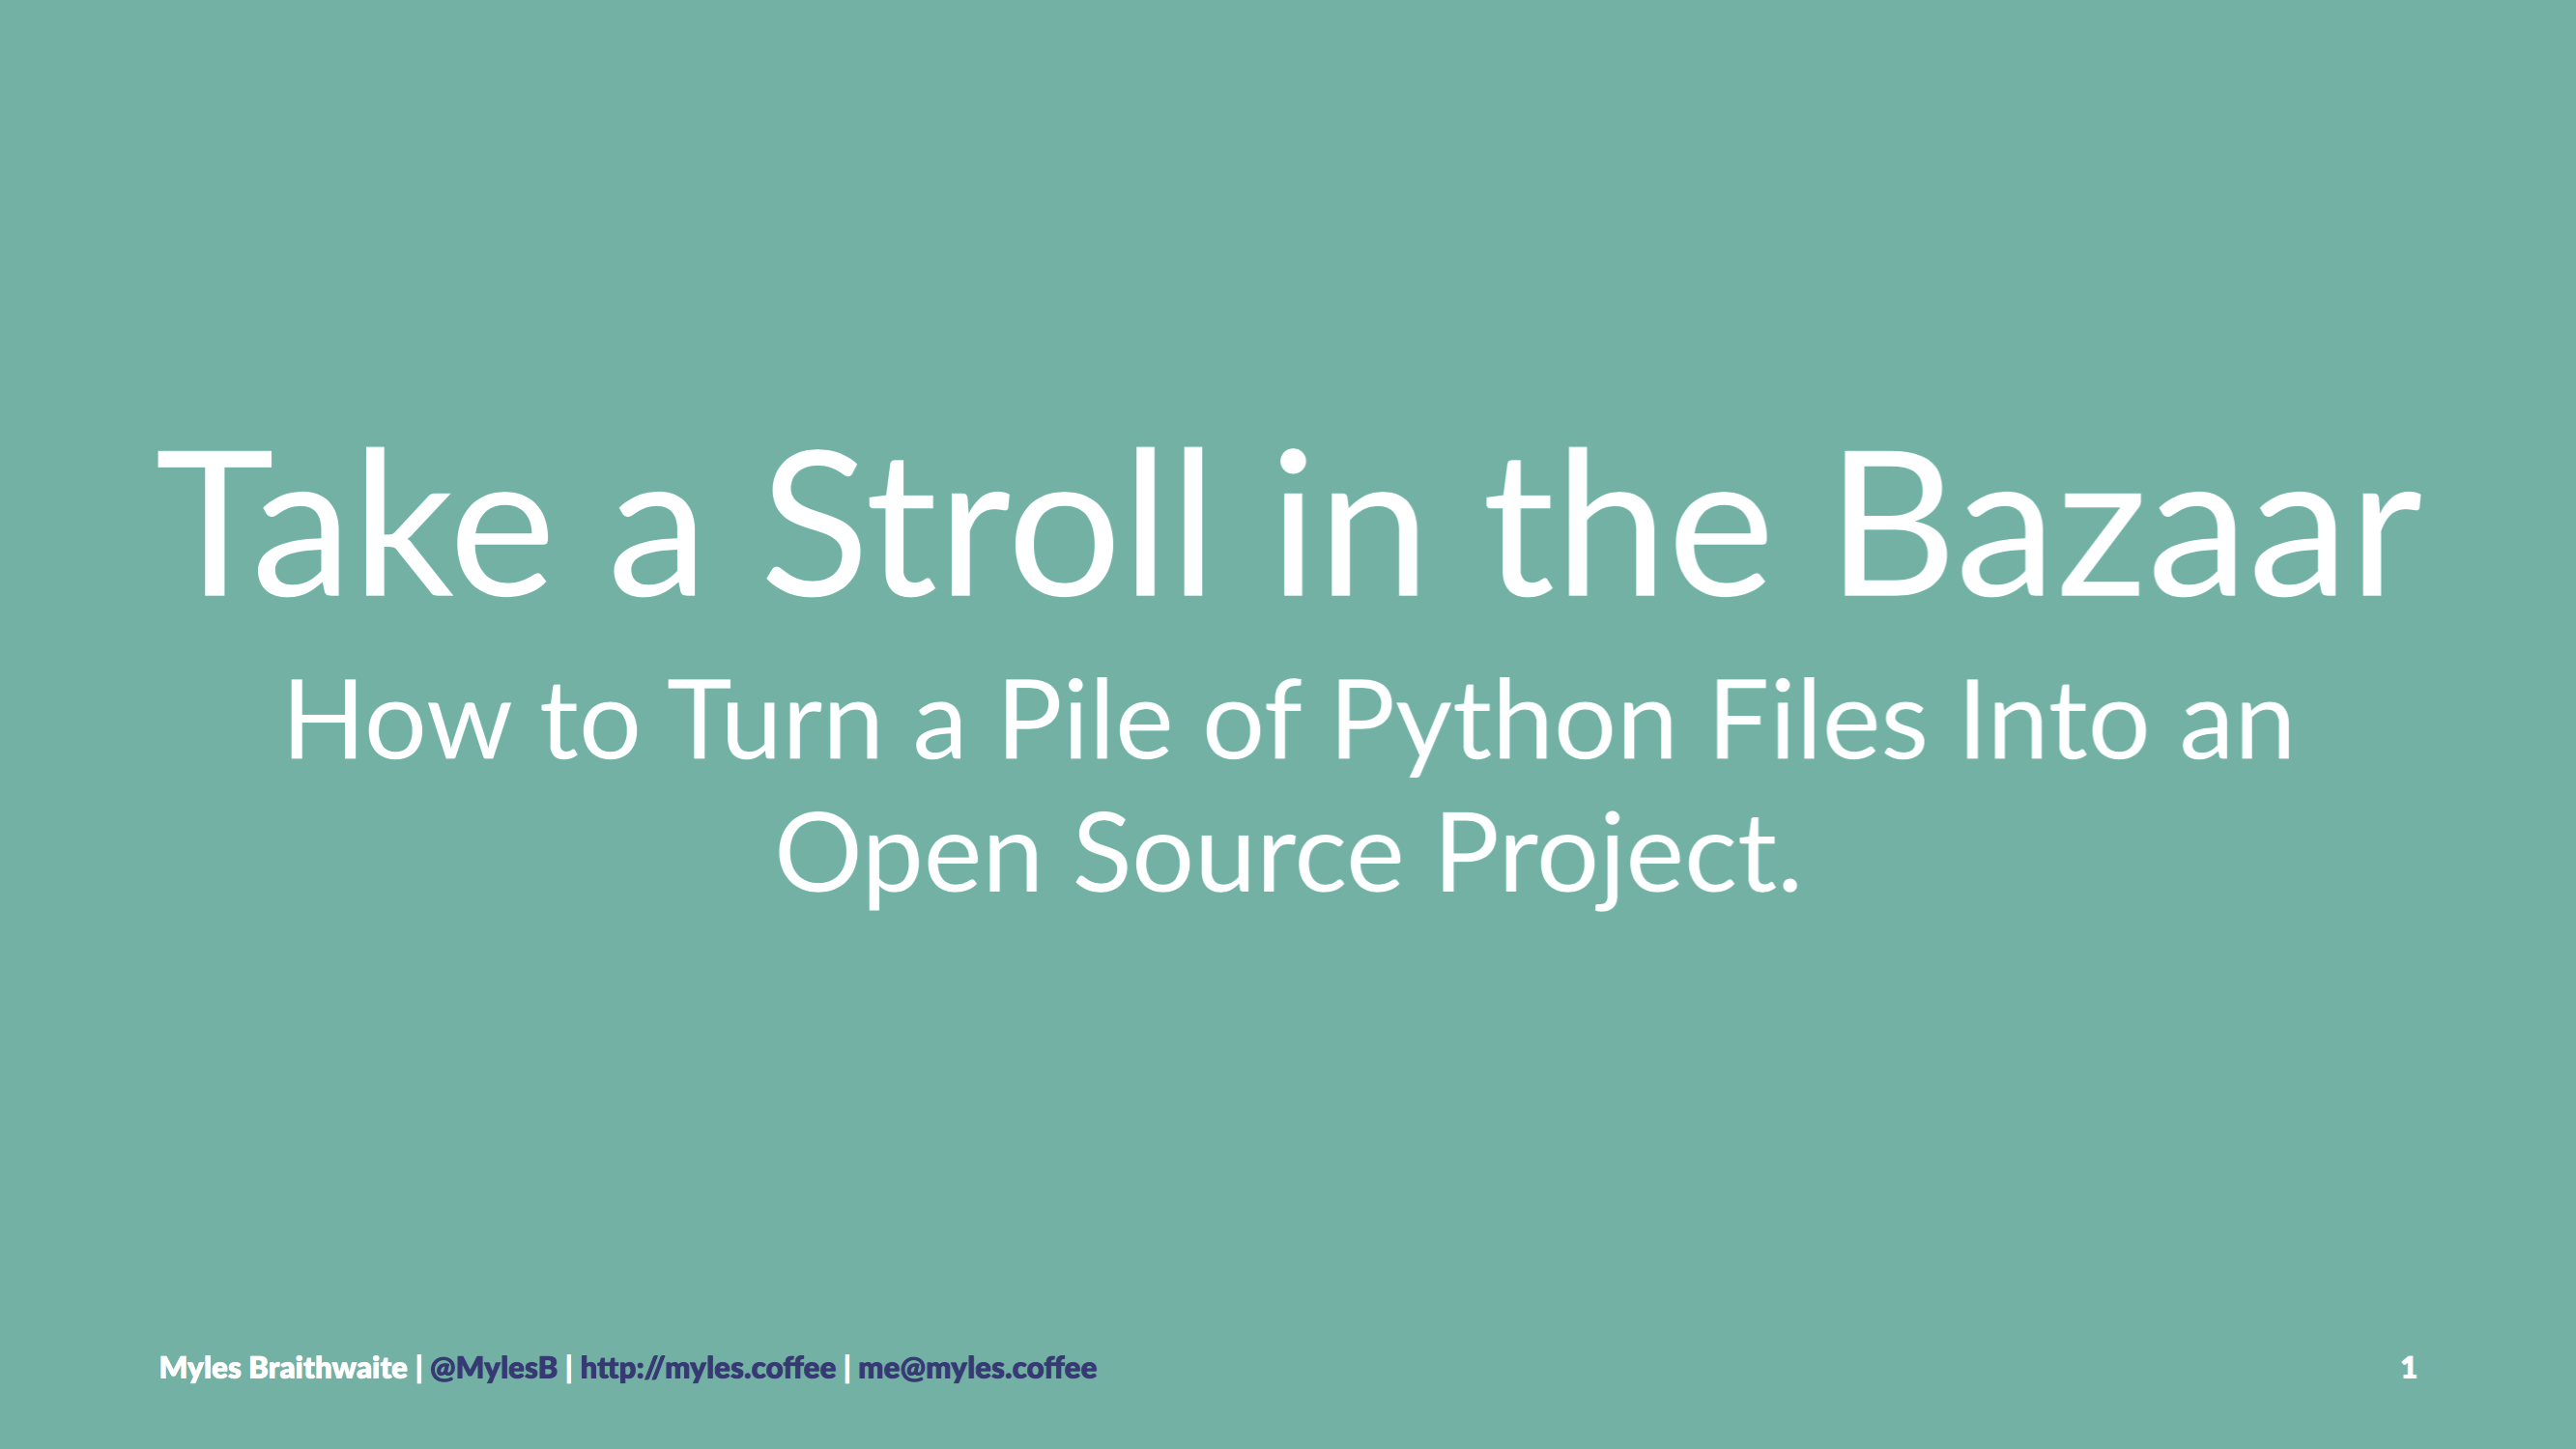 Take a Stroll in the Bazaar
How to Turn a Pile of Python Files Into an
Open Source Project.
Myles Braithwaite | @MylesB | http://myles.coffee | me@myles.coffee
1